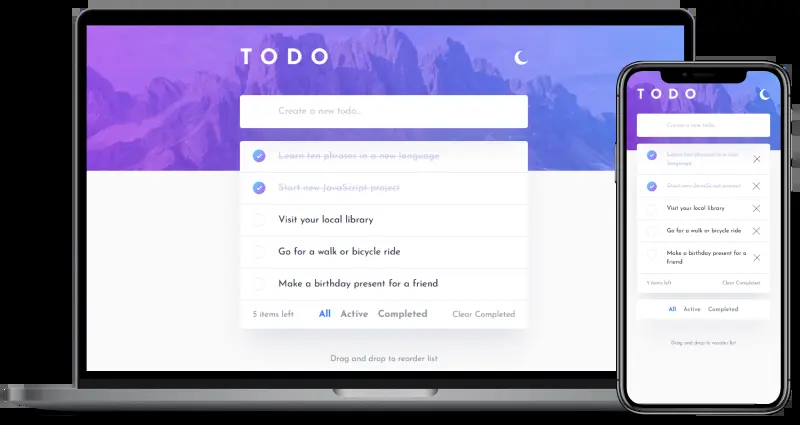 TODO
Create a new todo...
Learn ten phrases in a new language
Start new JavaScript project
Visit your local library
Go for a walk or bicycle ride
Make a birthday present for a friend
5 items left
All
Active
Completed
Clear Completed
Drag and drop to reorder list
TODO
Create a new todo...
Learn ten phrases in a new
language
Start new JavaScript project
Visit your local library
Go for a walk or bicycle ride
Make a birthday present for a
friend
5 items left
Clear Completed
All
Active
Completed
Drag and drop to reorder list